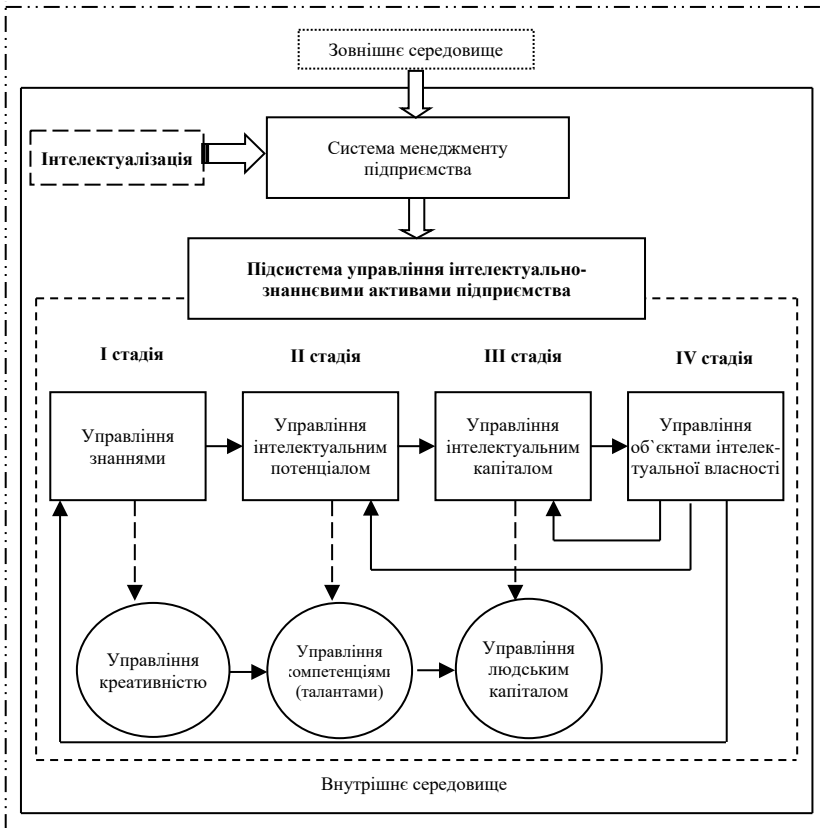 Зовнішнє середовище
Інтелектуалізація
Система менеджменту
підприємства
Підсистема управління інтелектуально-
знаннєвими активами підприємства
І стадія
ІІ стадія
ІІІ стадія
IV стадія
Управління
знаннями
Управління
інтелектуальним
потенціалом
Управління
інтелектуальним
капіталом
Управління
об`єктами інтелек-
туальної власності
Управління
креативністю
Управління
компетенціями
(талантами)
Управління
людським
капіталом
Внутрішнє середовище